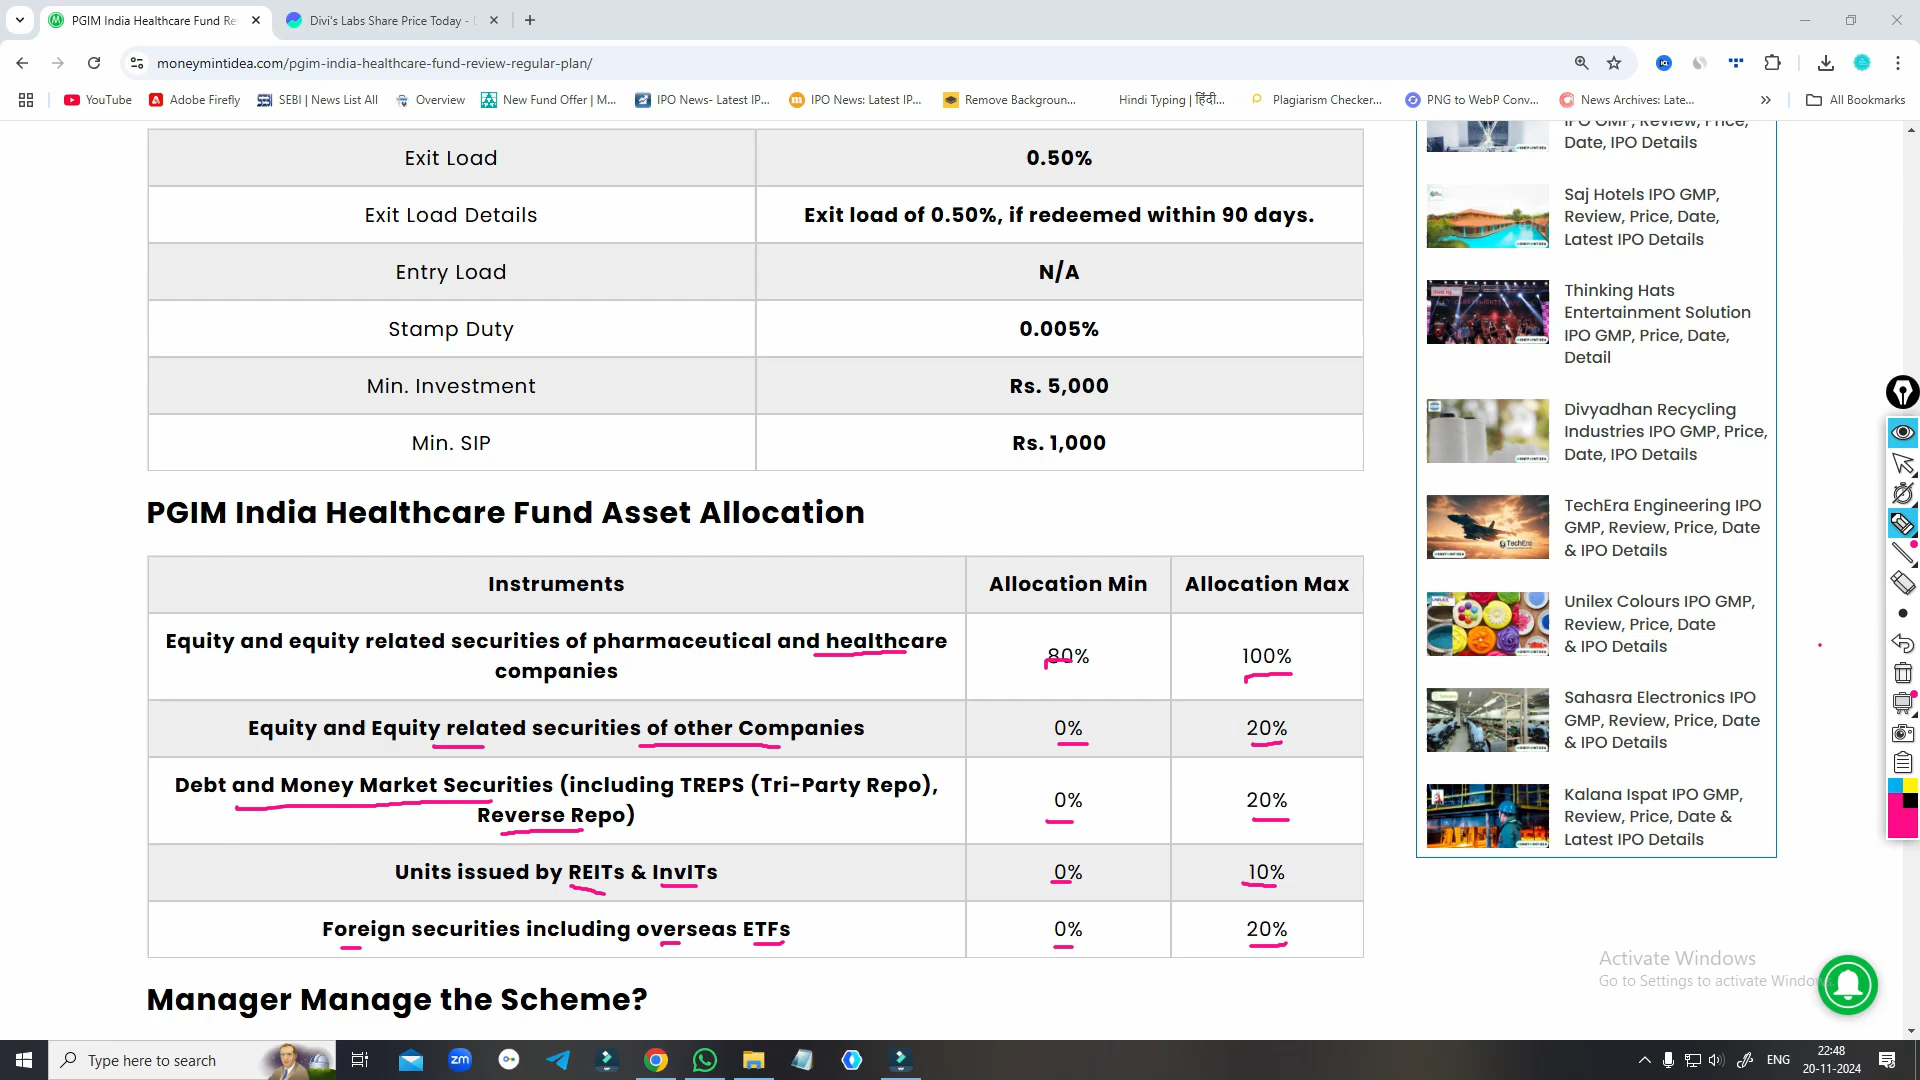 PGIM India Healthcare Fund Re
Divi's Labs Share Price Today -
moneymintidea.com/pgim-india-healthcare-fund-review-regular-plan/
YouTube
Adobe Firefly
SEBI | News List All
Overview
New Fund Offer | M...
IPO News- Latest IP...
IPO News: Latest IP...
Remove Backgroun...
Hindi Typing | हिंदी...
Plagiarism Checker...
PNG to WebP Conv...
News Archives: Late...
All Bookmarks
Exit Load
0.50%
Exit Load Details
Exit load of 0.50%, if redeemed within 90 days.
Entry Load
N/A
Stamp Duty
0.005%
Min. Investment
Rs. 5,000
Min. SIP
Rs. 1,000
PGIM India Healthcare Fund Asset Allocation
Instruments
Allocation Min
Allocation Max
Equity and equity related securities of pharmaceutical and healthcare
companies
80%
100%
Equity and Equity related securities of other Companies
0%
20%
Debt and Money Market Securities (including TREPS (Tri-Party Repo),
Reverse Repo)
0%
20%
Units issued by REITs & InvITs
0%
10%
Foreign securities including overseas ETFs
0%
20%
Manager Manage the Scheme?
IPO GMP, Review, Price,
Date, IPO Details
Saj Hotels IPO GMP,
Review, Price, Date,
Latest IPO Details
Thinking Hats
Entertainment Solution
IPO GMP, Price, Date,
Detail
Divyadhan Recycling
Industries IPO GMP, Price,
Date, IPO Details
TechEra
TechEra Engineering IPO
GMP, Review, Price, Date
& IPO Details
Unilex Colours IPO GMP,
Review, Price, Date
& IPO Details
Sahasra Electronics IPO
GMP, Review, Price, Date
& IPO Details
Kalana Ispat IPO GMP,
Review, Price, Date &
Latest IPO Details
Activate Windows
Go to Settings to activate Windows.
Type here to search
zm
ENG
22:48
20-11-2024